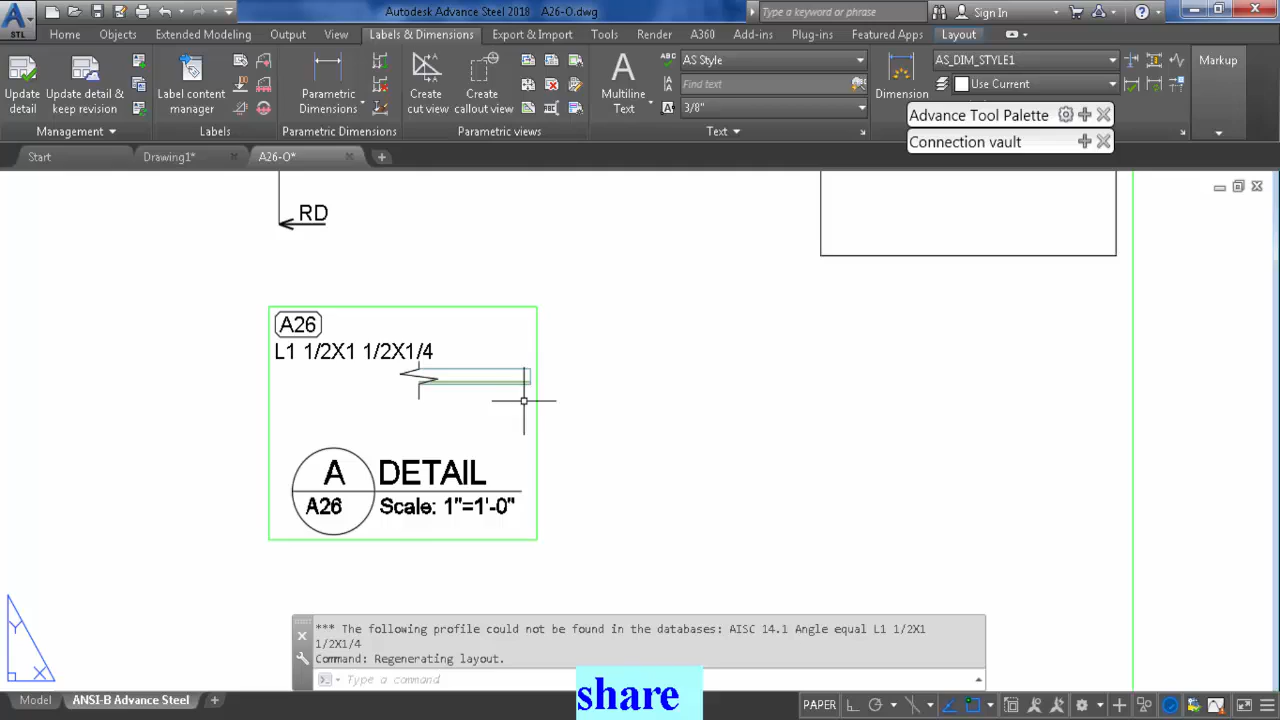 STL
Autodesk Advance Steel 2018 A26-O.dwg
Type a keyword or phrase
Sign In
Home Objects Extended Modeling Output View Labels & Dimensions Export & Import Tools Render A360 Add-ins Plug-ins Featured Apps Layout
Update detail
Update detail & keep revision
Management
Label content manager
Labels
Parametric Dimensions
Parametric Dimensions
Create cut view
Create callout view
Parametric views
Multiline Text
AS Style
Find text
3/8"
Text
Dimension
AS_DIM_STYLE1
Use Current
Markup
Advance Tool Palette
Connection vault
Start
Drawing1*
A26-O*
RD
A26
L1 1/2X1 1/2X1/4
A
DETAIL
A26
Scale: 1"=1'-0"
Y
X
*** The following profile could not be found in the databases: AISC 14.1 Angle equal L1 1/2X1
1/2X1/4
Command: Regenerating layout.
Type a command
Model
ANSI-B Advance Steel
PAPER
share